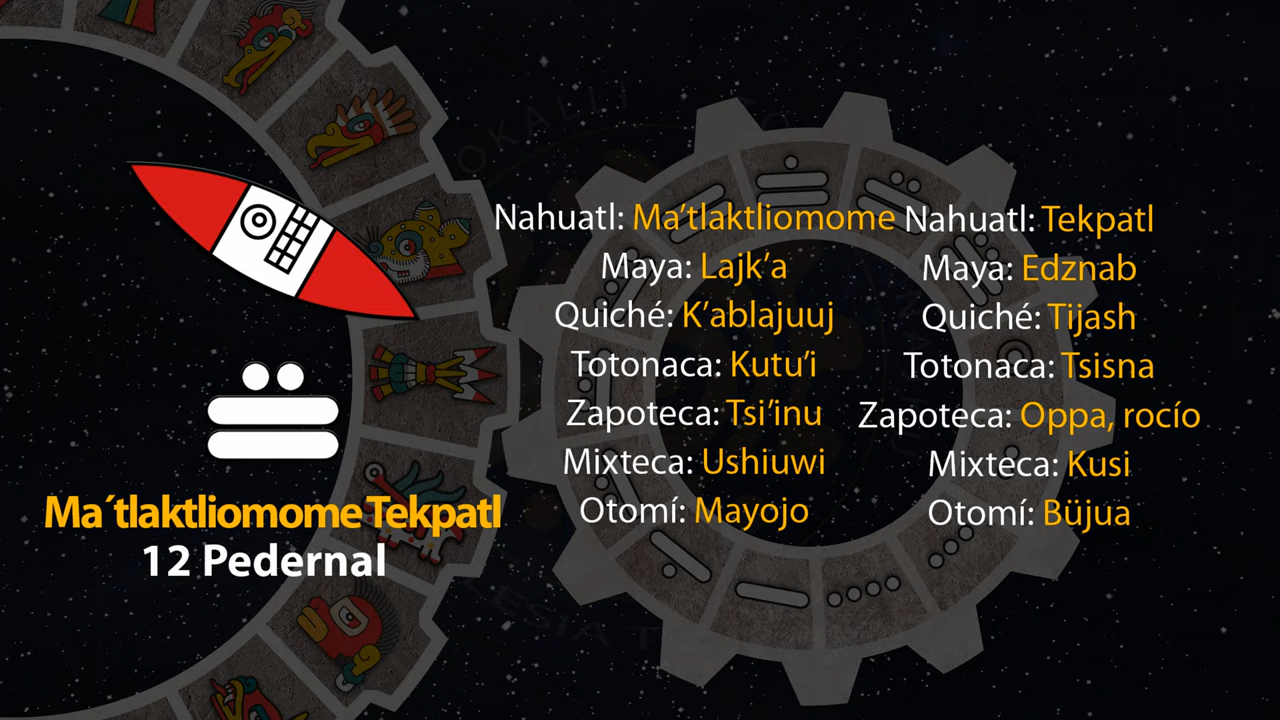 Nahuatl: Ma’tlaktliomome
Maya: Lajk’a
Quiché: K’ablajuuj
Totonaca: Kutu’i
Zapoteca: Tsi’inu
Mixteca: Ushiuwi
Otomí: Mayojo
Nahuatl: Tekpatl
Maya: Edznab
Quiché: Tijash
Totonaca: Tsisna
Zapoteca: Oppa, rocío
Mixteca: Kusi
Otomí: Büjua
Ma´tlaktliomome Tekpatl
12 Pedernal